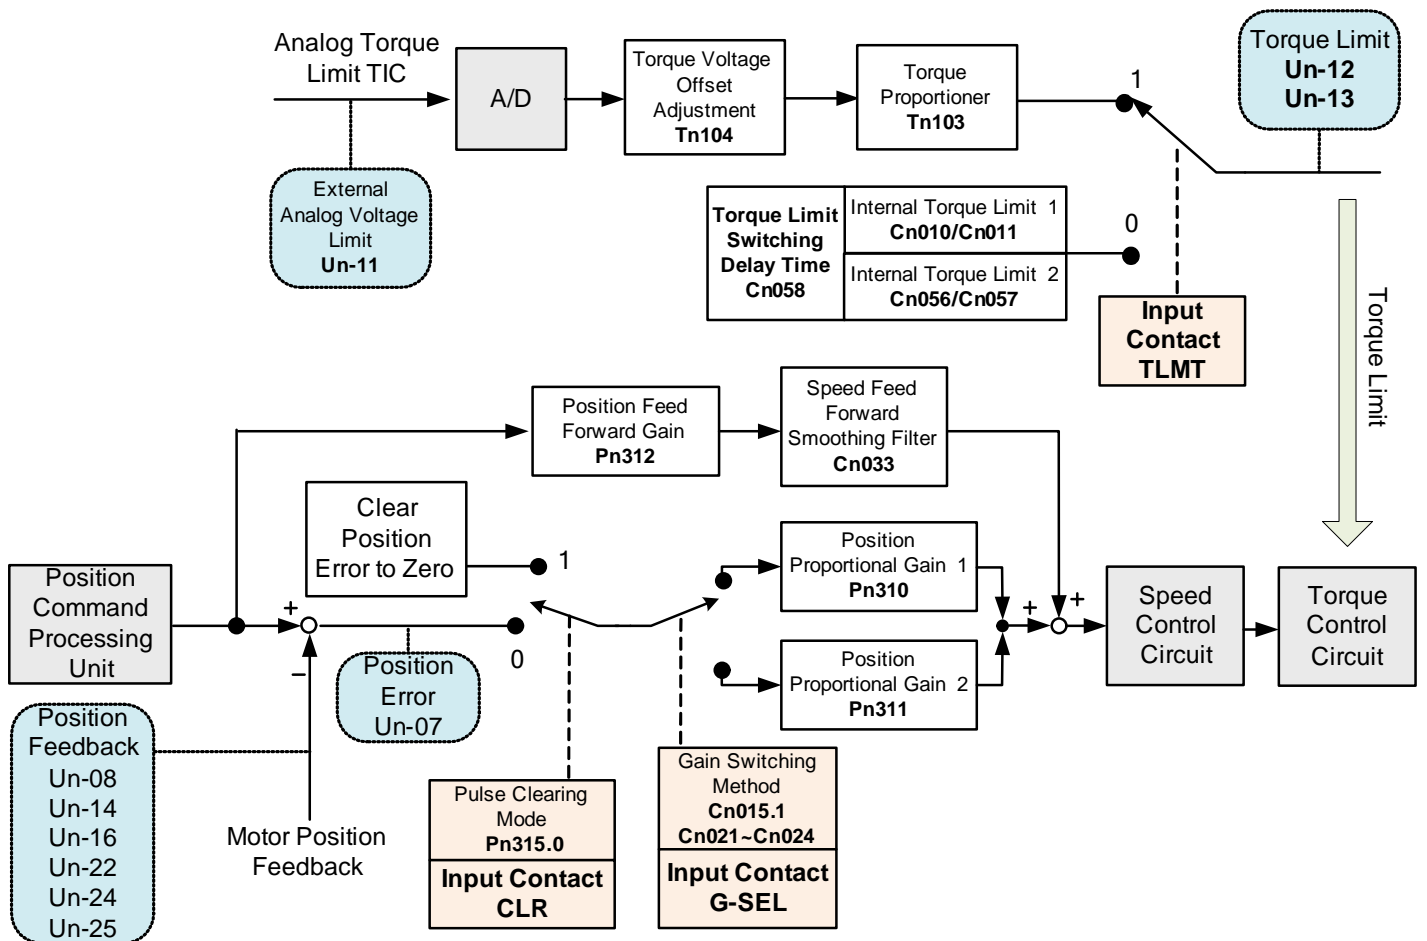 Analog Torque
Limit TIC
A/D
Torque Voltage
Offset
Adjustment
Tn104
Torque
Proportioner
Tn103
1
Torque Limit
Un-12
Un-13
External
Analog Voltage
Limit
Un-11
Torque Limit
Switching
Delay Time
Cn058
Internal Torque Limit 1
Cn010/Cn011
Internal Torque Limit 2
Cn056/Cn057
0
Input
Contact
TLMT
Torque Limit
Position Feed
Forward Gain
Pn312
Speed Feed
Forward
Smoothing Filter
Cn033
Clear
Position
Error to Zero
1
Position
Proportional Gain 1
Pn310
Position
Command
Processing
Unit
+
−
0
Position
Error
Un-07
Position
Proportional Gain 2
Pn311
+
+
Speed
Control
Circuit
Torque
Control
Circuit
Position
Feedback
Un-08
Un-14
Un-16
Un-22
Un-24
Un-25
Motor Position
Feedback
Pulse Clearing
Mode
Pn315.0
Input Contact
CLR
Gain Switching
Method
Cn015.1
Cn021~Cn024
Input Contact
G-SEL